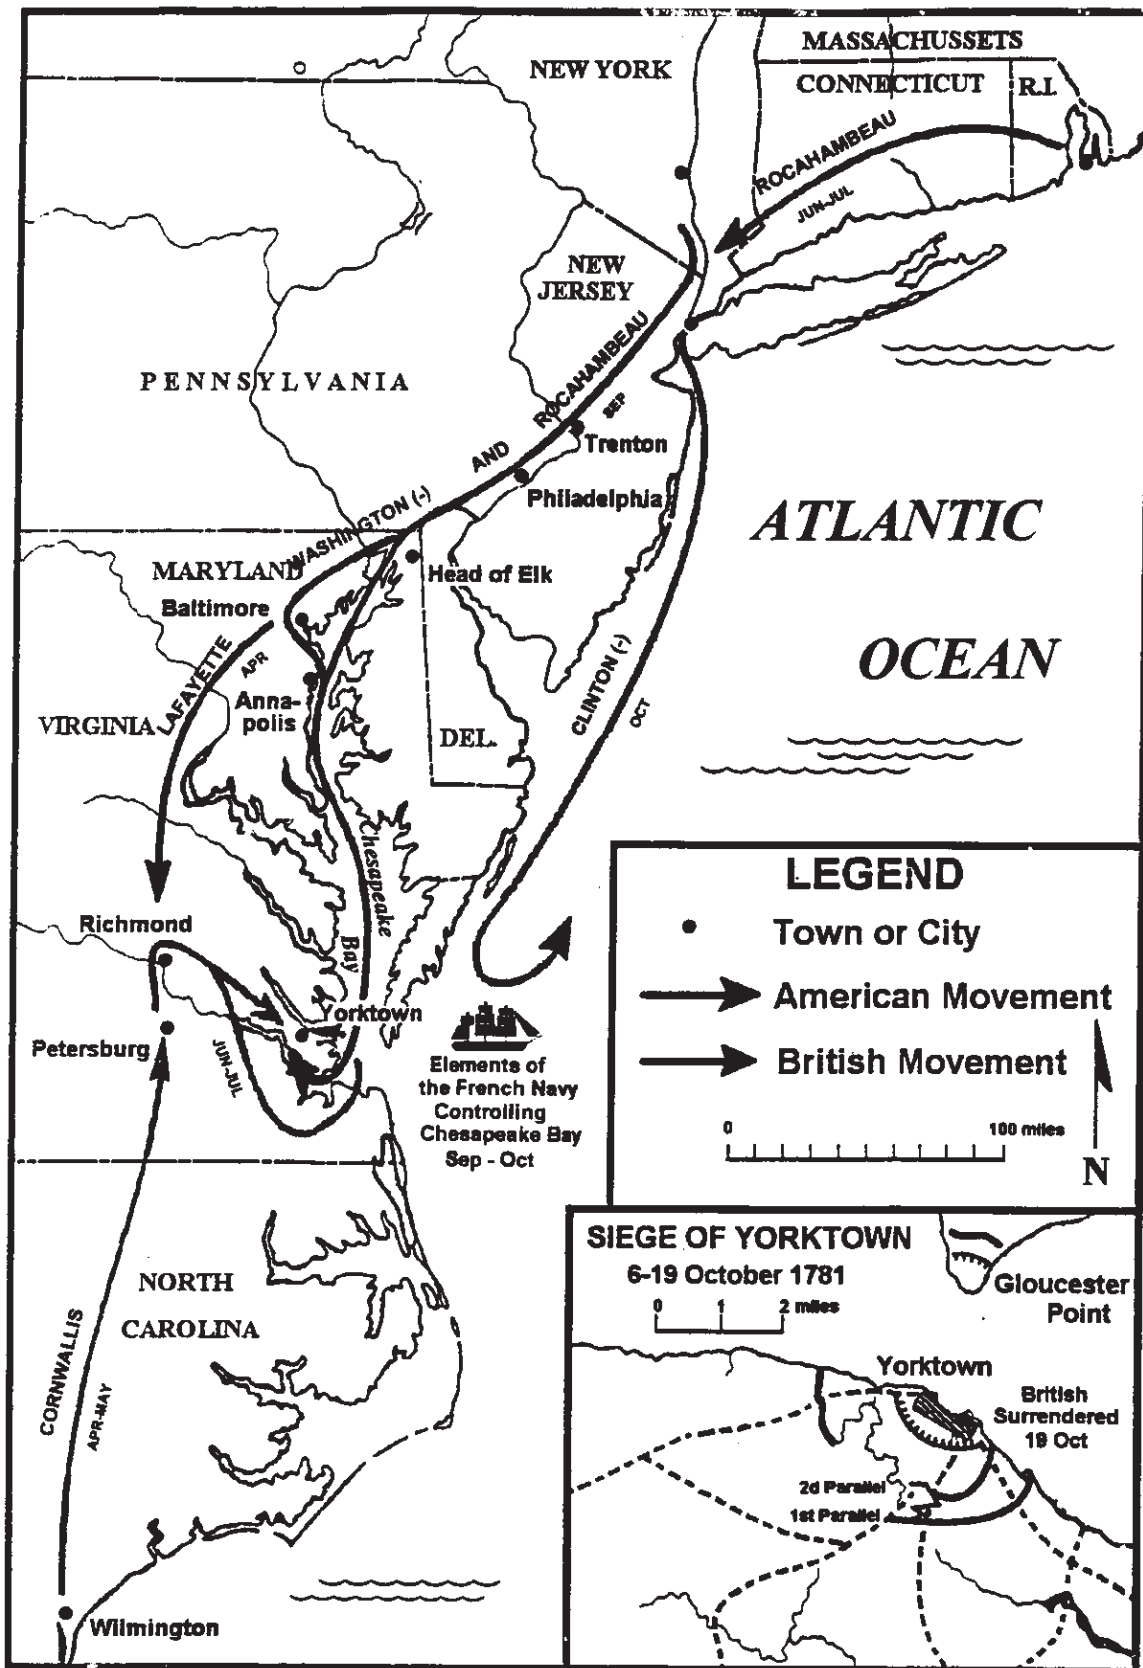 MASSACHUSSETS
NEW YORK
CONNECTICUT
R.I.
ROCAHAMBEAU
JUN-JUL
NEW
JERSEY
PENNSYLVANIA
WASHINGTON (-) AND ROCAHAMBEAU
SEP
Trenton
Philadelphia
ATLANTIC
OCEAN
MARYLAND
Head of Elk
Baltimore
LAFAYETTE
APR
Anna-
polis
VIRGINIA
DEL.
CLINTON (-)
OCT
Chesapeake
Bay
Richmond
Yorktown
Petersburg
JUN-JUL
Elements of
the French Navy
Controlling
Chesapeake Bay
Sep - Oct
NORTH
CAROLINA
CORNWALLIS
APR-MAY
Wilmington
LEGEND
Town or City
American Movement
British Movement
0 100 miles
N
SIEGE OF YORKTOWN
6-19 October 1781
0 1 2 miles
Gloucester
Point
Yorktown
British
Surrendered
19 Oct
2d Parallel
1st Parallel